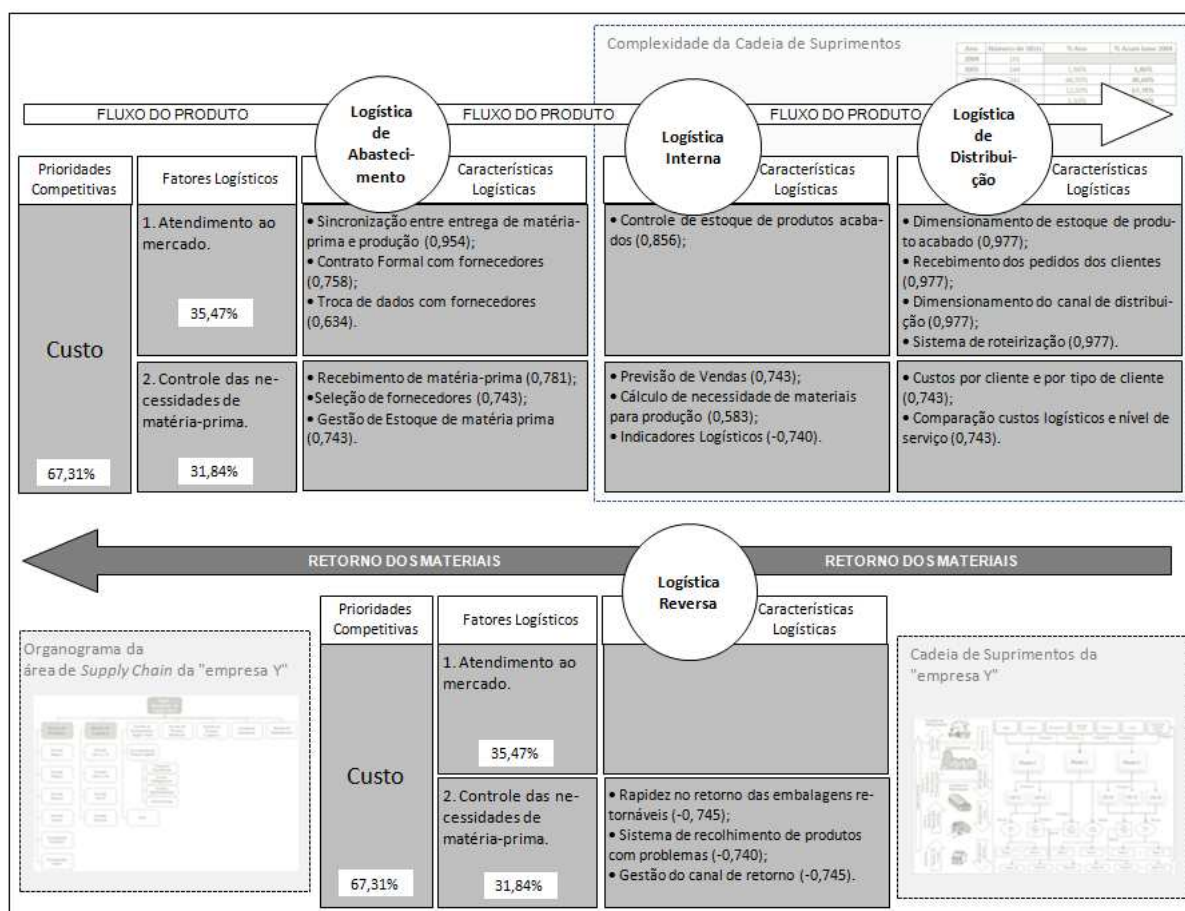 Complexidade da Cadeia de Suprimentos
FLUXO DO PRODUTO
Logística
de
Abasteci-
mento
FLUXO DO PRODUTO
Logística
Interna
FLUXO DO PRODUTO
Logística
de
Distribui-
ção
Prioridades
Competitivas
Fatores Logísticos
Características
Logísticas
Características
Logísticas
Características
Logísticas
Custo
67,31%
1. Atendimento ao
mercado.
35,47%
• Sincronização entre entrega de matéria-
prima e produção (0,954);
• Contrato Formal com fornecedores
(0,758);
• Troca de dados com fornecedores
(0,634).
• Controle de estoque de produtos acaba-
dos (0,856);
• Dimensionamento de estoque de produ-
to acabado (0,977);
• Recebimento dos pedidos dos clientes
(0,977);
• Dimensionamento do canal de distribui-
ção (0,977);
• Sistema de roteirização (0,977).
2. Controle das ne-
cessidades de
matéria-prima.
31,84%
• Recebimento de matéria-prima (0,781);
•Seleção de fornecedores (0,743);
• Gestão de Estoque de matéria prima
(0,743).
• Previsão de Vendas (0,743);
• Cálculo de necessidade de materiais
para produção (0,583);
• Indicadores Logísticos (-0,740).
• Custos por cliente e por tipo de cliente
(0,743);
• Comparação custos logísticos e nível de
serviço (0,743).
RETORNO DOS MATERIAIS
Logística
Reversa
RETORNO DOS MATERIAIS
Organograma da
área de Supply Chain da "empresa Y"
Prioridades
Competitivas
Fatores Logísticos
Características
Logísticas
Custo
67,31%
1. Atendimento ao
mercado.
35,47%
2. Controle das ne-
cessidades de
matéria-prima.
31,84%
• Rapidez no retorno das embalagens re-
tornáveis (-0, 745);
• Sistema de recolhimento de produtos
com problemas (-0,740);
• Gestão do canal de retorno (-0,745).
Cadeia de Suprimentos da
"empresa Y"